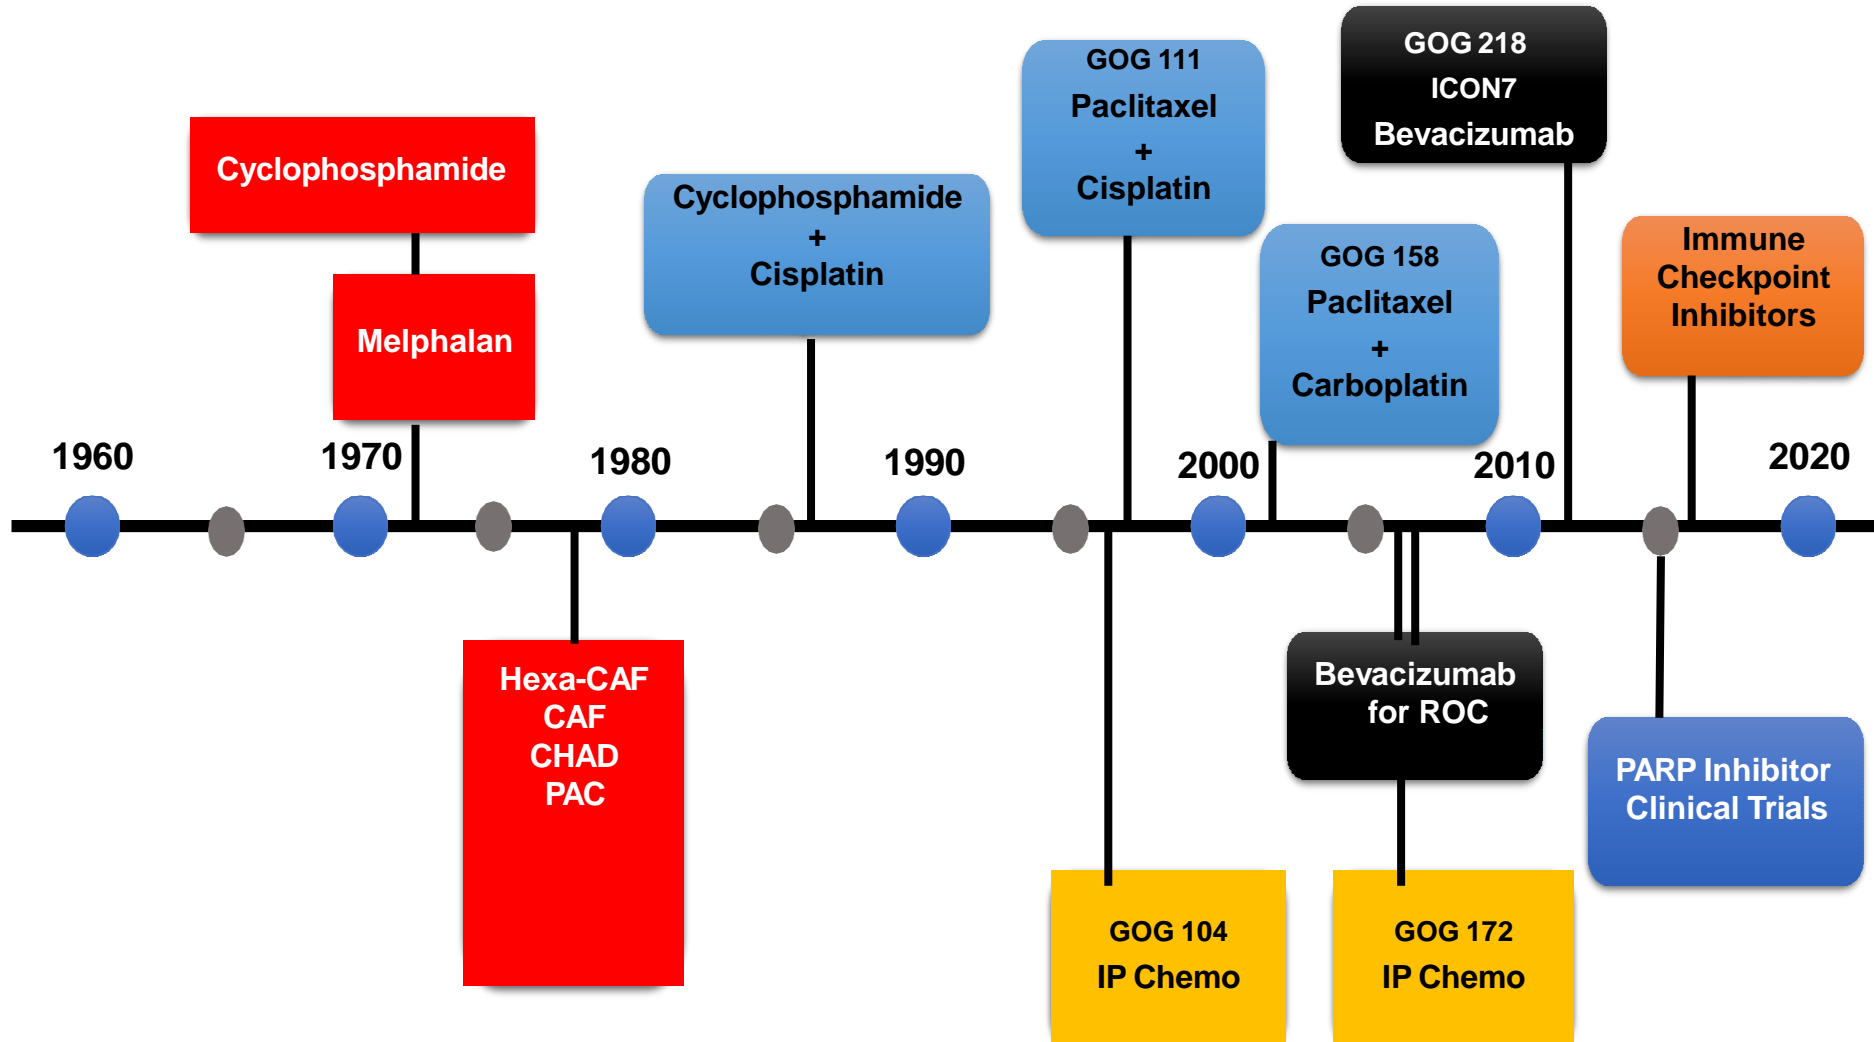 GOG 218
ICON7
Bevacizumab
GOG 111
Paclitaxel
+
Cisplatin
Cyclophosphamide
Cyclophosphamide
+
Cisplatin
Immune
Checkpoint
Inhibitors
GOG 158
Paclitaxel
+
Carboplatin
Melphalan
1960
1970
1980
1990
2000
2010
2020
Hexa-CAF
CAF
CHAD
PAC
Bevacizumab
for ROC
PARP Inhibitor
Clinical Trials
GOG 104
IP Chemo
GOG 172
IP Chemo